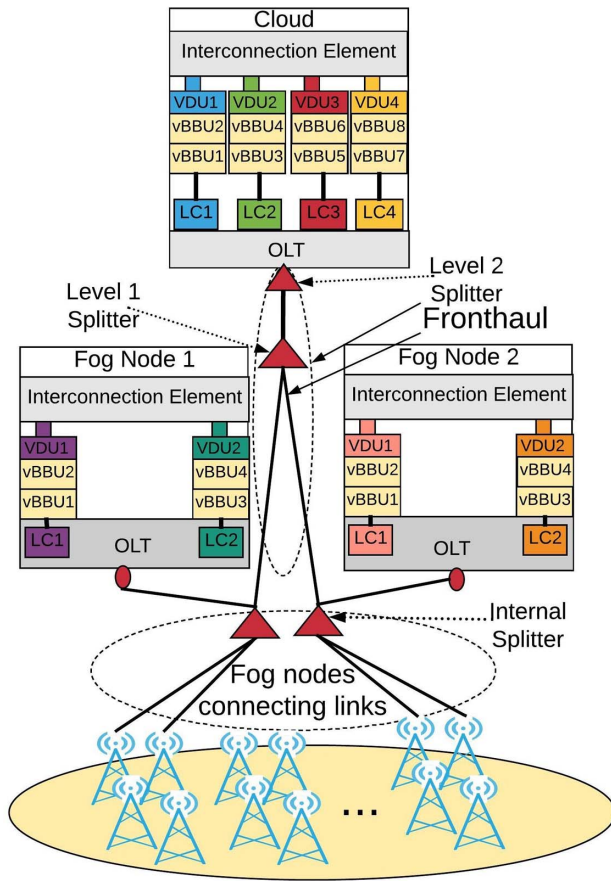 Cloud
Interconnection Element
VDU1 VDU2 VDU3 VDU4
vBBU2 vBBU4 vBBU6 vBBU8
vBBU1 vBBU3 vBBU5 vBBU7
LC1 LC2 LC3 LC4
OLT
Level 1
Splitter
Level 2
Splitter
Fronthaul
Fog Node 1
Interconnection Element
VDU1 VDU2
vBBU2 vBBU4
vBBU1 vBBU3
LC1 OLT LC2
Fog Node 2
Interconnection Element
VDU1 VDU2
vBBU2 vBBU4
vBBU1 vBBU3
LC1 OLT LC2
Internal
Splitter
Fog nodes
connecting links
...